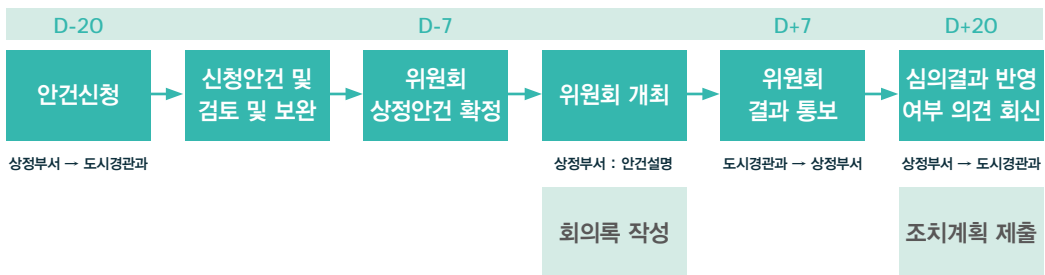 D-20
D-7
D+7
D+20
안건신청
신청안건 및
검토 및 보완
위원회
상정안건 확정
위원회 개최
위원회
결과 통보
심의결과 반영
여부 의견 회신
상정부서 → 도시경관과
상정부서 : 안건설명
도시경관과 → 상정부서
상정부서 → 도시경관과
회의록 작성
조치계획 제출